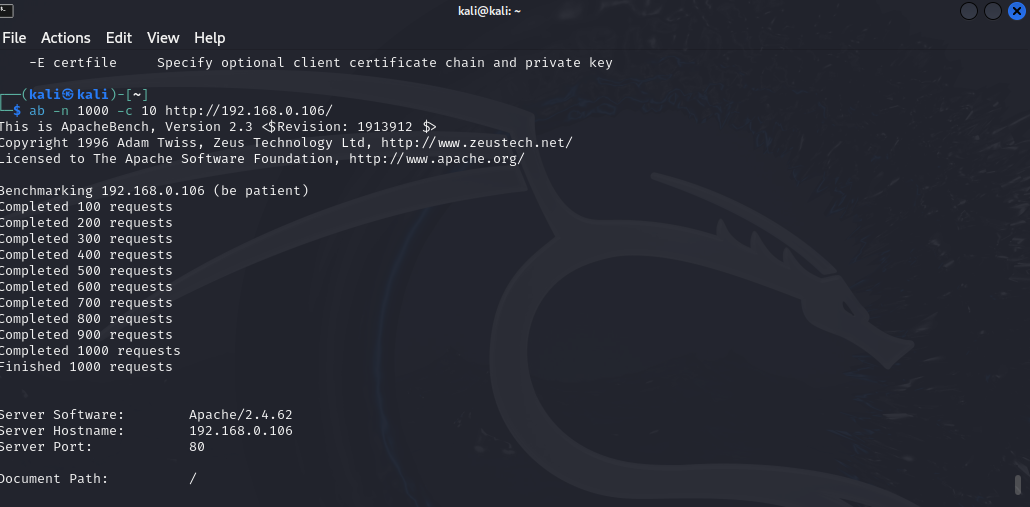 kali@kali: ~
File Actions Edit View Help
-E certfile Specify optional client certificate chain and private key
(kali㉿kali)-[~]
$ ab -n 1000 -c 10 http://192.168.0.106/
This is ApacheBench, Version 2.3 <$Revision: 1913912 $>
Copyright 1996 Adam Twiss, Zeus Technology Ltd, http://www.zeustech.net/
Licensed to The Apache Software Foundation, http://www.apache.org/
Benchmarking 192.168.0.106 (be patient)
Completed 100 requests
Completed 200 requests
Completed 300 requests
Completed 400 requests
Completed 500 requests
Completed 600 requests
Completed 700 requests
Completed 800 requests
Completed 900 requests
Completed 1000 requests
Finished 1000 requests
Server Software: Apache/2.4.62
Server Hostname: 192.168.0.106
Server Port: 80
Document Path: /